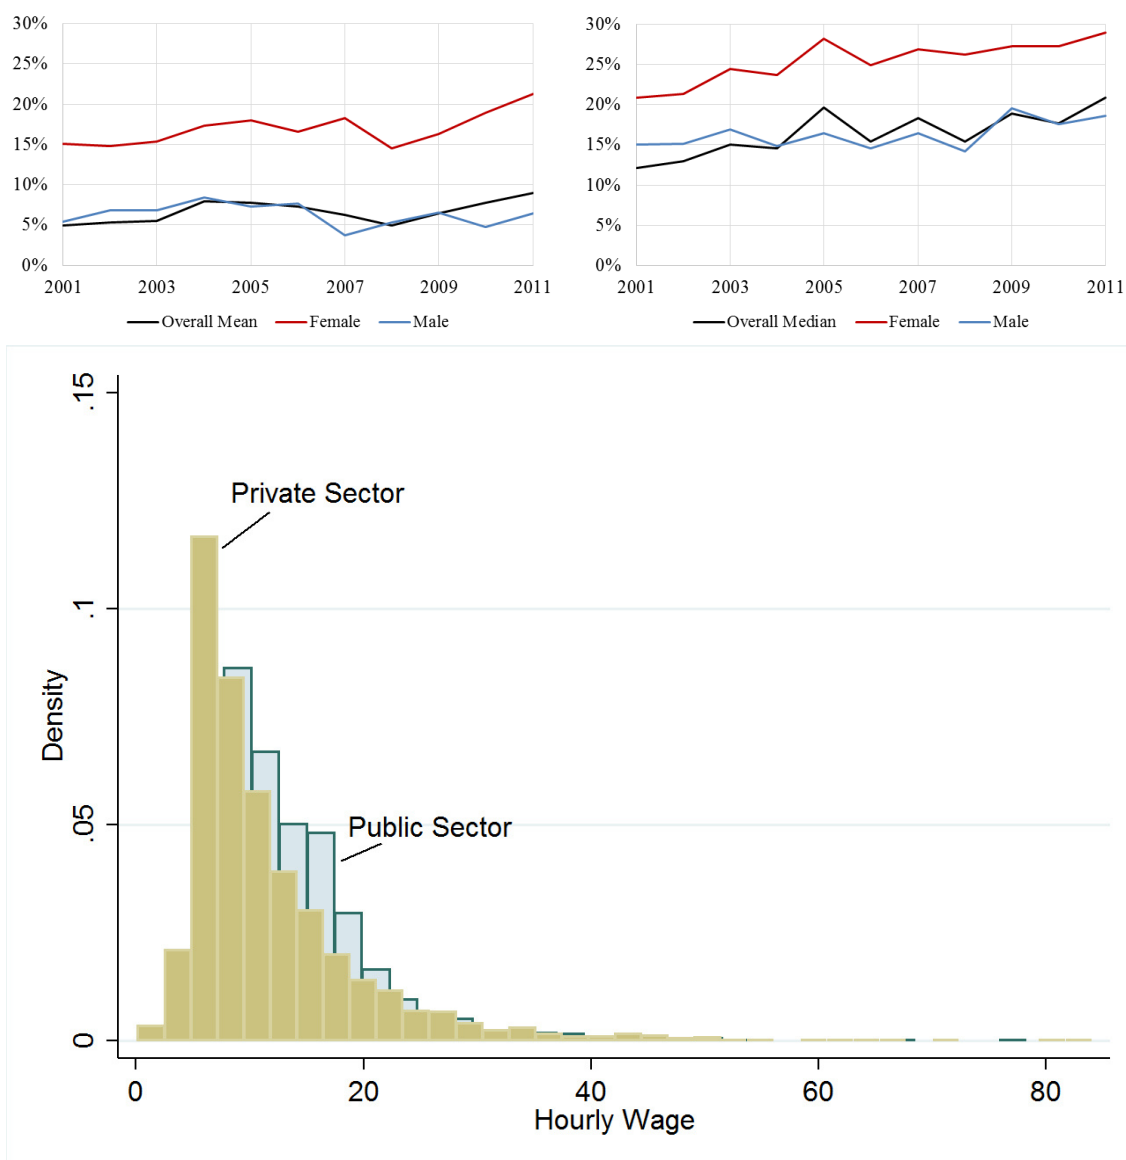 30%
25%
20%
15%
10%
5%
0%
2001 2003 2005 2007 2009 2011
Overall Mean Female Male
30%
25%
20%
15%
10%
5%
0%
2001 2003 2005 2007 2009 2011
Overall Median Female Male
.15
.1
.05
0
Density
Private Sector
Public Sector
0 20 40 60 80
Hourly Wage